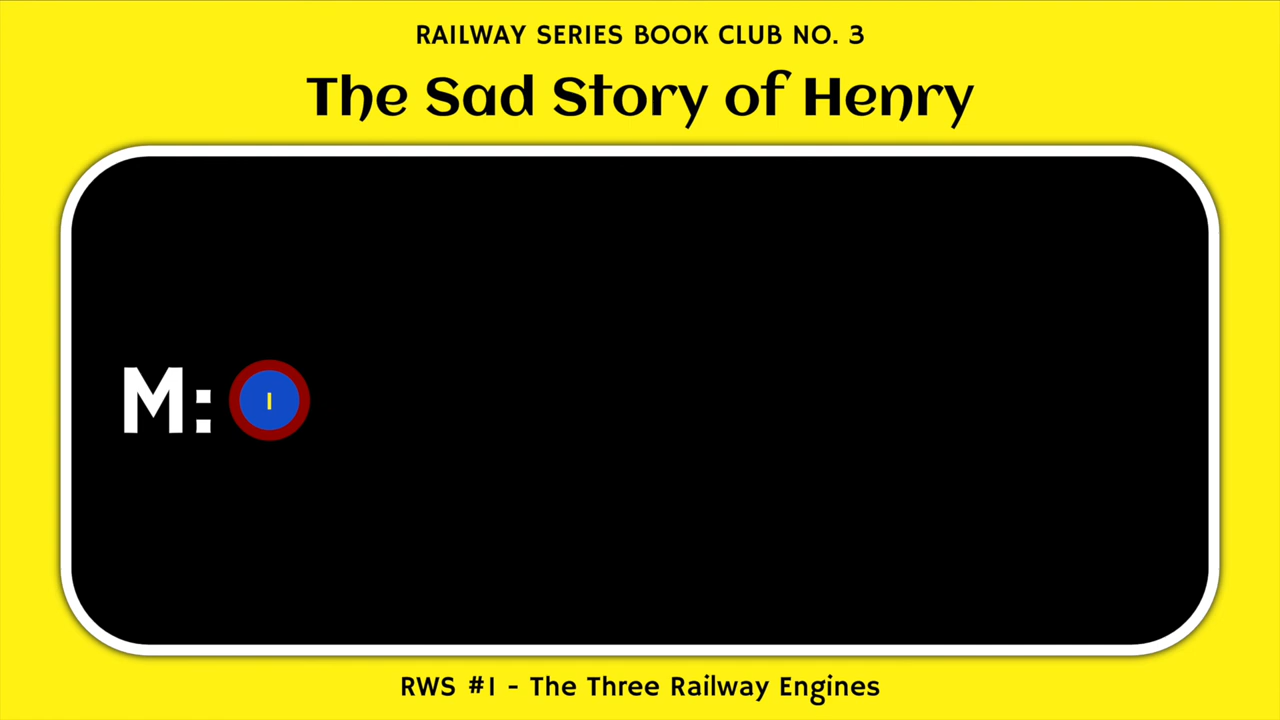 RAILWAY SERIES BOOK CLUB NO. 3
The Sad Story of Henry
M: 1
RWS #1 - The Three Railway Engines